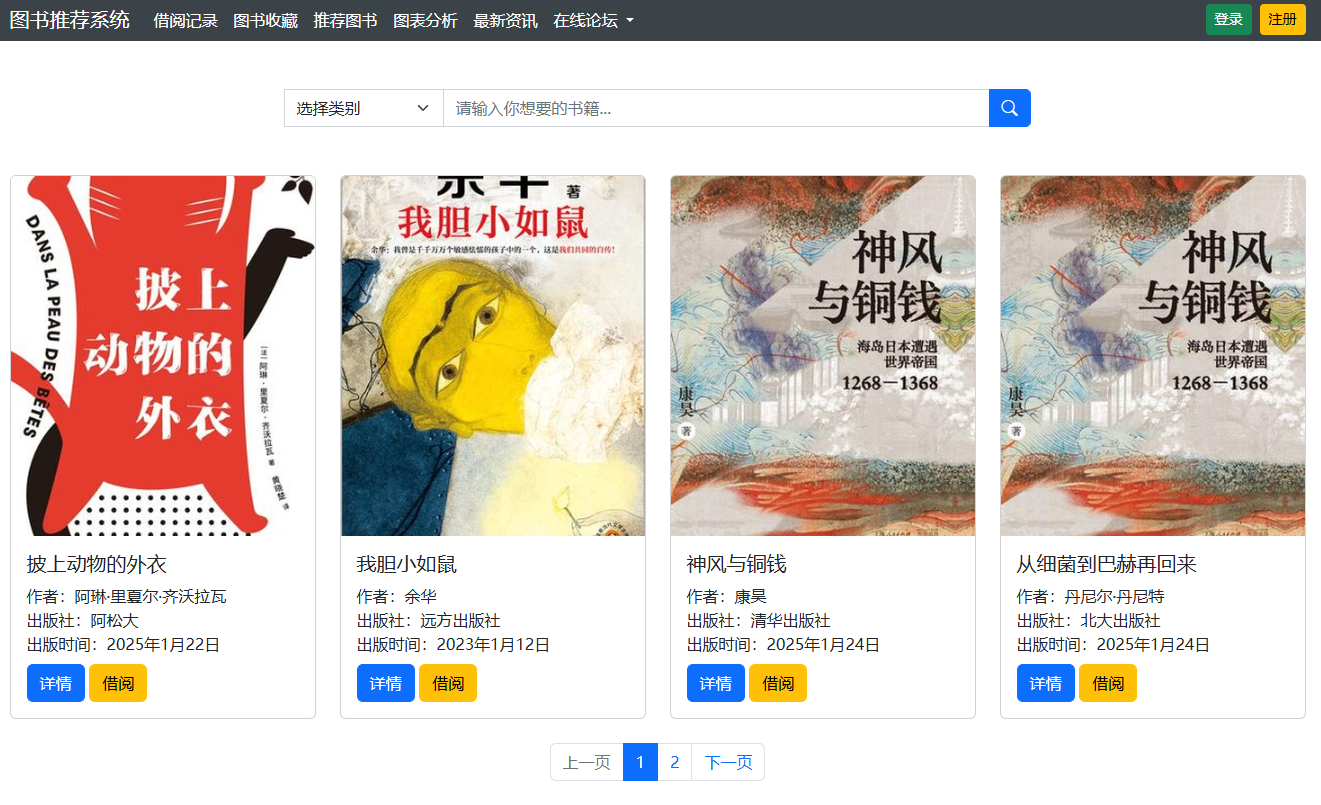 图书推荐系统 借阅记录 图书收藏 推荐图书 图表分析 最新资讯 在线论坛 登录 注册
选择类别 请输入你想要的书籍...
DANS LA PEAU DES BÊTES
披上
动物的
外衣
〔法〕阿琳·里夏尔·齐沃拉瓦 著
黄晓楚 译
披上动物的外衣
作者：阿琳·里夏尔·齐沃拉瓦
出版社：阿松大
出版时间：2025年1月22日
详情 借阅
余华 著
我胆小如鼠
余华：我曾是千千万万个敏感怯懦的孩子中的一个，这是我们共同的自传！
我胆小如鼠
作者：余华
出版社：远方出版社
出版时间：2023年1月12日
详情 借阅
神风
与铜钱
海岛日本遭遇
世界帝国
1268－1368
康昊 著
神风与铜钱
作者：康昊
出版社：清华出版社
出版时间：2025年1月24日
详情 借阅
神风
与铜钱
海岛日本遭遇
世界帝国
1268－1368
康昊 著
从细菌到巴赫再回来
作者：丹尼尔·丹尼特
出版社：北大出版社
出版时间：2025年1月24日
详情 借阅
上一页 1 2 下一页